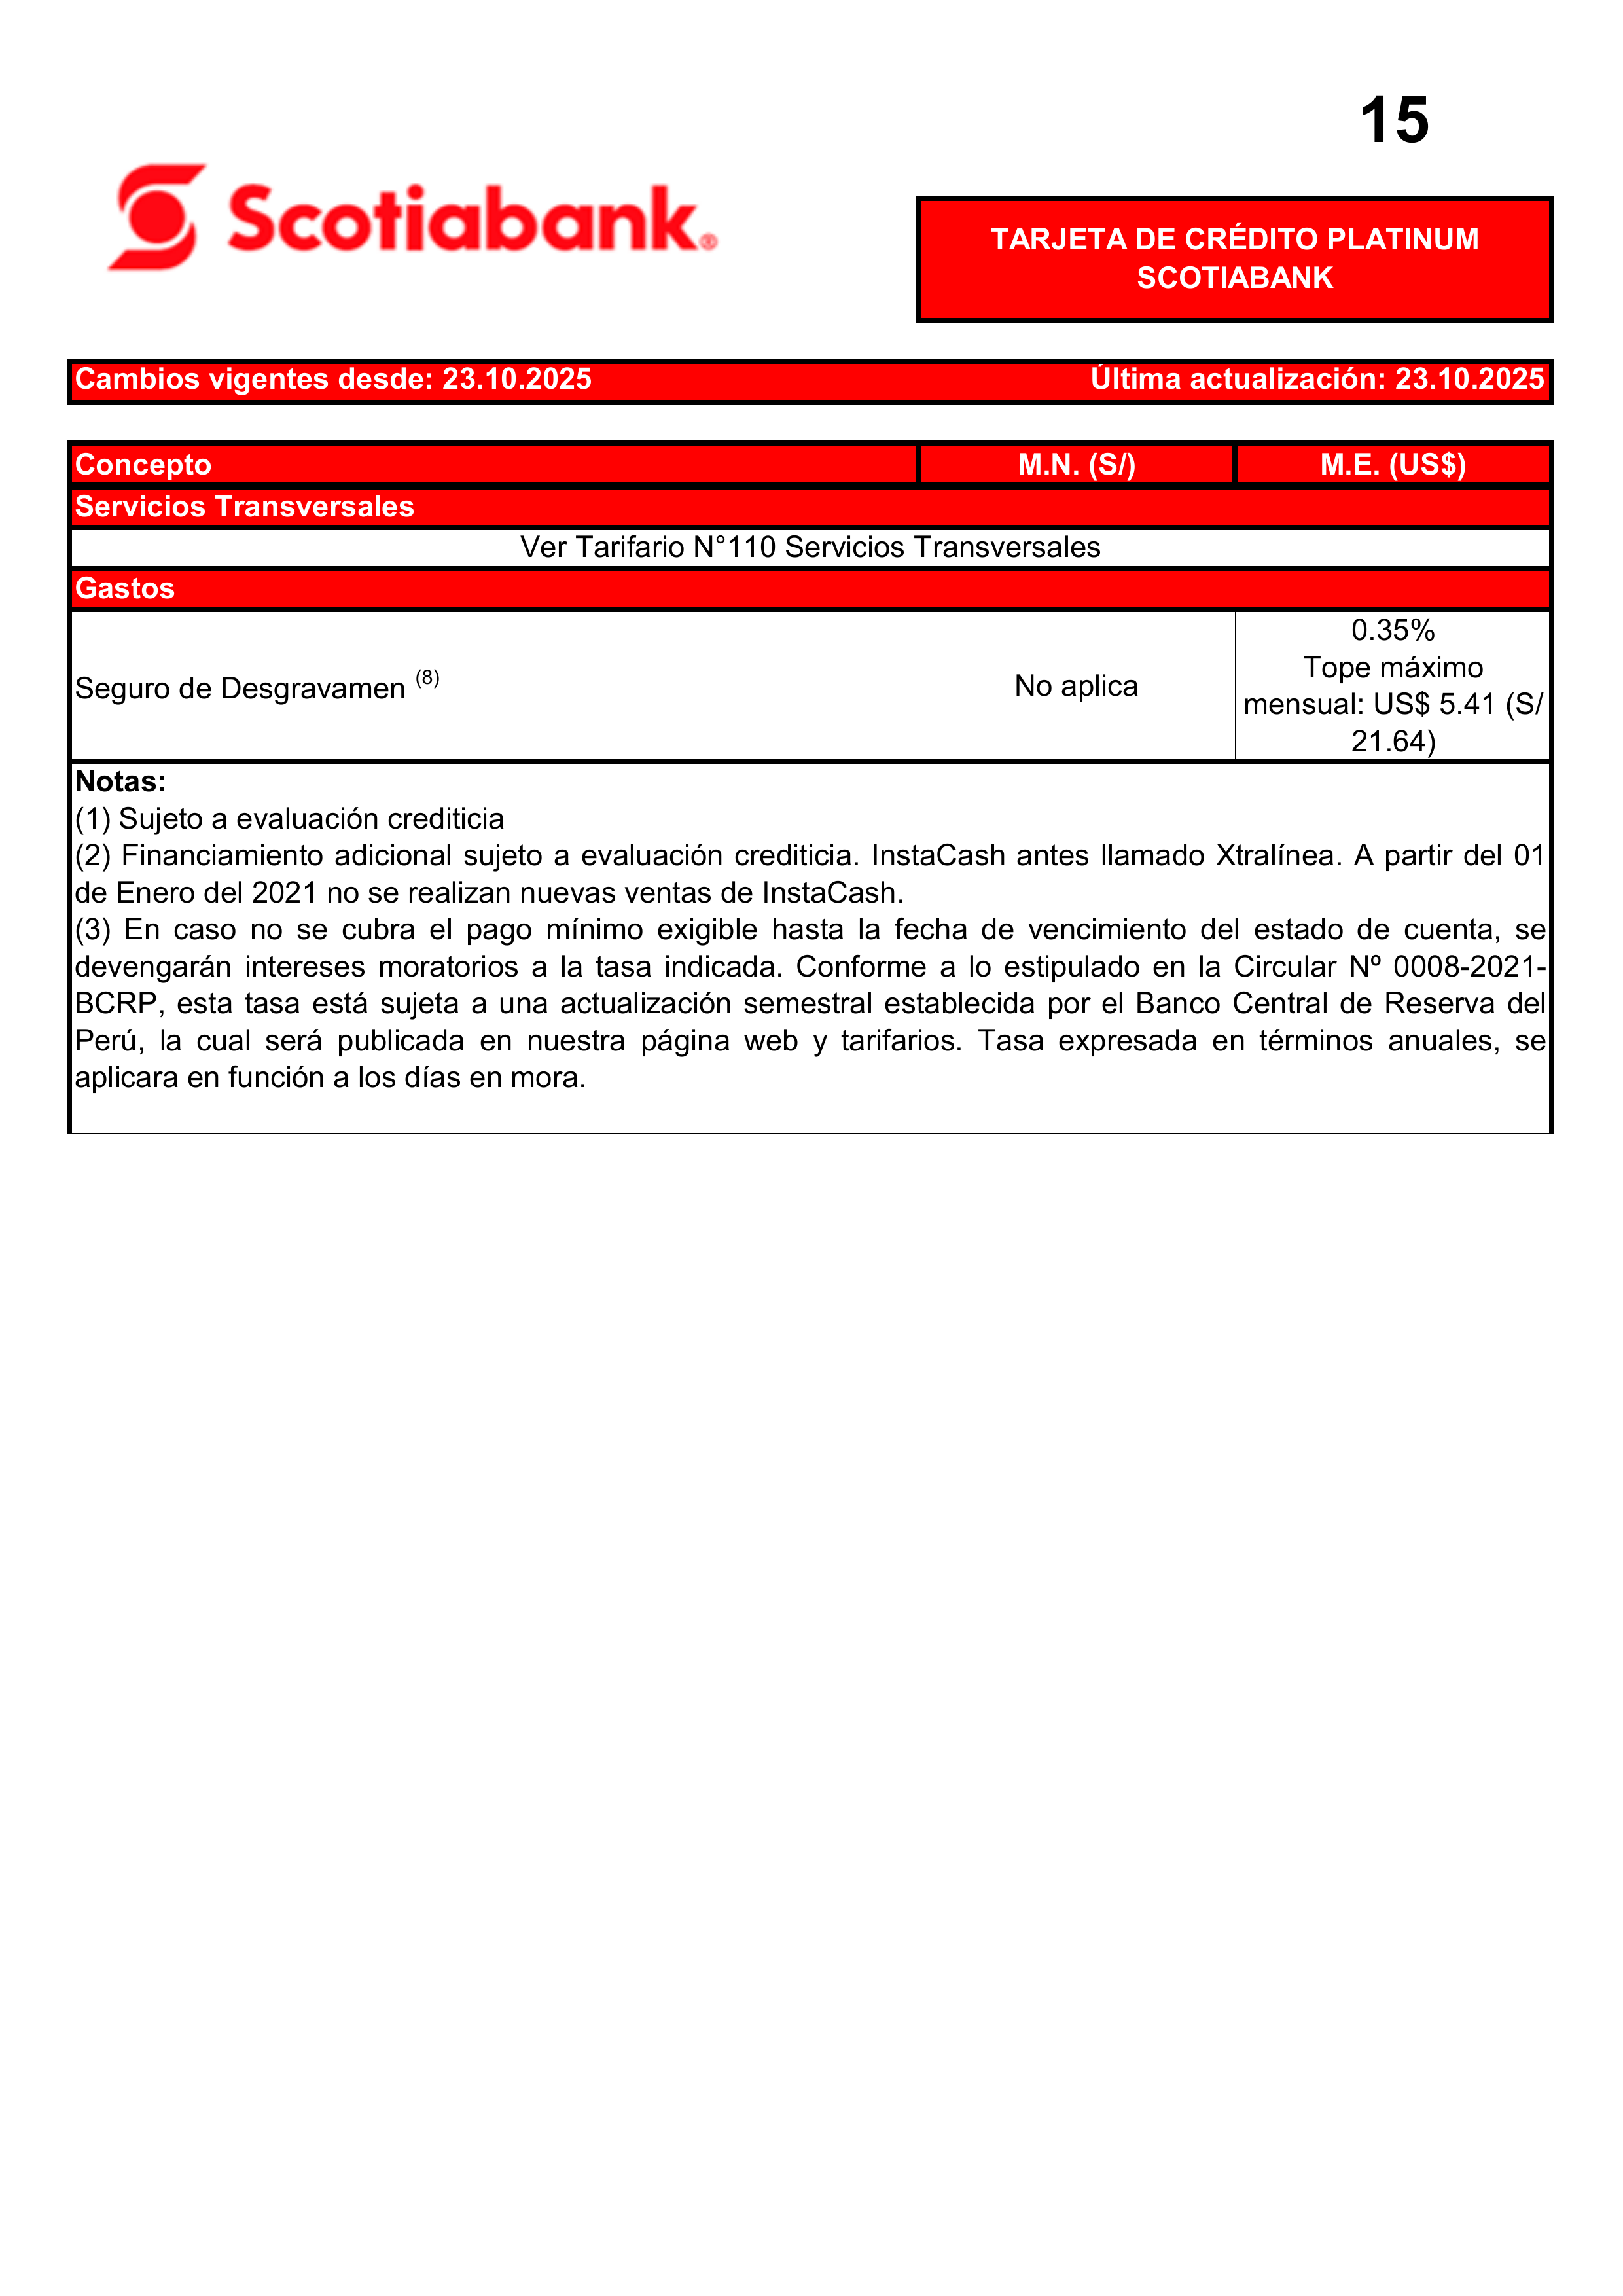 15
Scotiabank®
TARJETA DE CRÉDITO PLATINUM
SCOTIABANK
Cambios vigentes desde: 23.10.2025 Última actualización: 23.10.2025
Concepto M.N. (S/) M.E. (US$)
Servicios Transversales
Ver Tarifario N°110 Servicios Transversales
Gastos
Seguro de Desgravamen (8)
No aplica
0.35%
Tope máximo
mensual: US$ 5.41 (S/
21.64)
Notas:
(1) Sujeto a evaluación crediticia
(2) Financiamiento adicional sujeto a evaluación crediticia. InstaCash antes llamado Xtralínea. A partir del 01
de Enero del 2021 no se realizan nuevas ventas de InstaCash.
(3) En caso no se cubra el pago mínimo exigible hasta la fecha de vencimiento del estado de cuenta, se
devengarán intereses moratorios a la tasa indicada. Conforme a lo estipulado en la Circular Nº 0008-2021-
BCRP, esta tasa está sujeta a una actualización semestral establecida por el Banco Central de Reserva del
Perú, la cual será publicada en nuestra página web y tarifarios. Tasa expresada en términos anuales, se
aplicara en función a los días en mora.